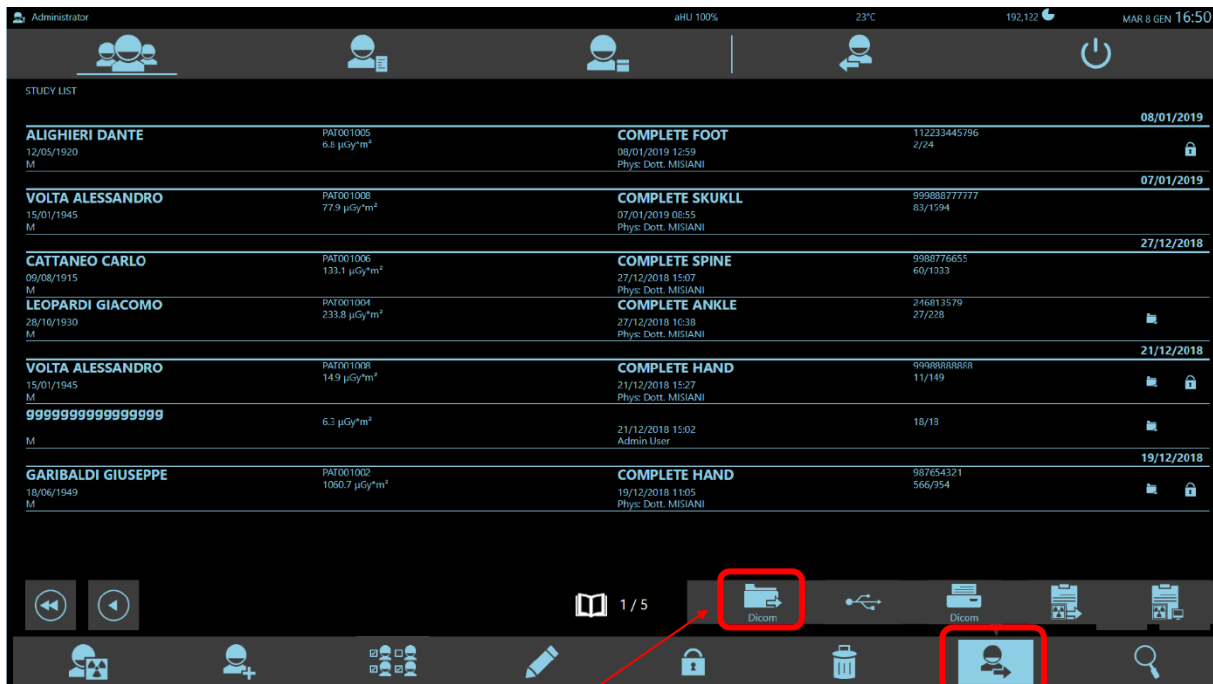 Administrator aHU 100% 23°C 192,122 MAR 8 GEN 16:50
STUDY LIST
08/01/2019
ALIGHIERI DANTE PAT001005 COMPLETE FOOT 112233445796
12/05/1920 6.8 µGy*m² 08/01/2019 12:59 2/24
M Phys: Dott. MISIANI
07/01/2019
VOLTA ALESSANDRO PAT001008 COMPLETE SKUKLL 999888777777
15/01/1945 77.9 µGy*m² 07/01/2019 08:55 83/1594
M Phys: Dott. MISIANI
27/12/2018
CATTANEO CARLO PAT001006 COMPLETE SPINE 9988776655
09/08/1915 133.1 µGy*m² 27/12/2018 15:07 60/1033
M Phys: Dott. MISIANI
LEOPARDI GIACOMO PAT001004 COMPLETE ANKLE 246813579
28/10/1930 233.8 µGy*m² 27/12/2018 10:38 27/228
M Phys: Dott. MISIANI
21/12/2018
VOLTA ALESSANDRO PAT001008 COMPLETE HAND 99988888888
15/01/1945 14.9 µGy*m² 21/12/2018 15:27 11/149
M Phys: Dott. MISIANI
gggggggggggggggg
6.3 µGy*m² 21/12/2018 15:02 18/18
M Admin User
19/12/2018
GARIBALDI GIUSEPPE PAT001002 COMPLETE HAND 987654321
18/06/1949 1060.7 µGy*m² 19/12/2018 11:05 566/954
M Phys: Dott. MISIANI
1 / 5
Dicom Dicom